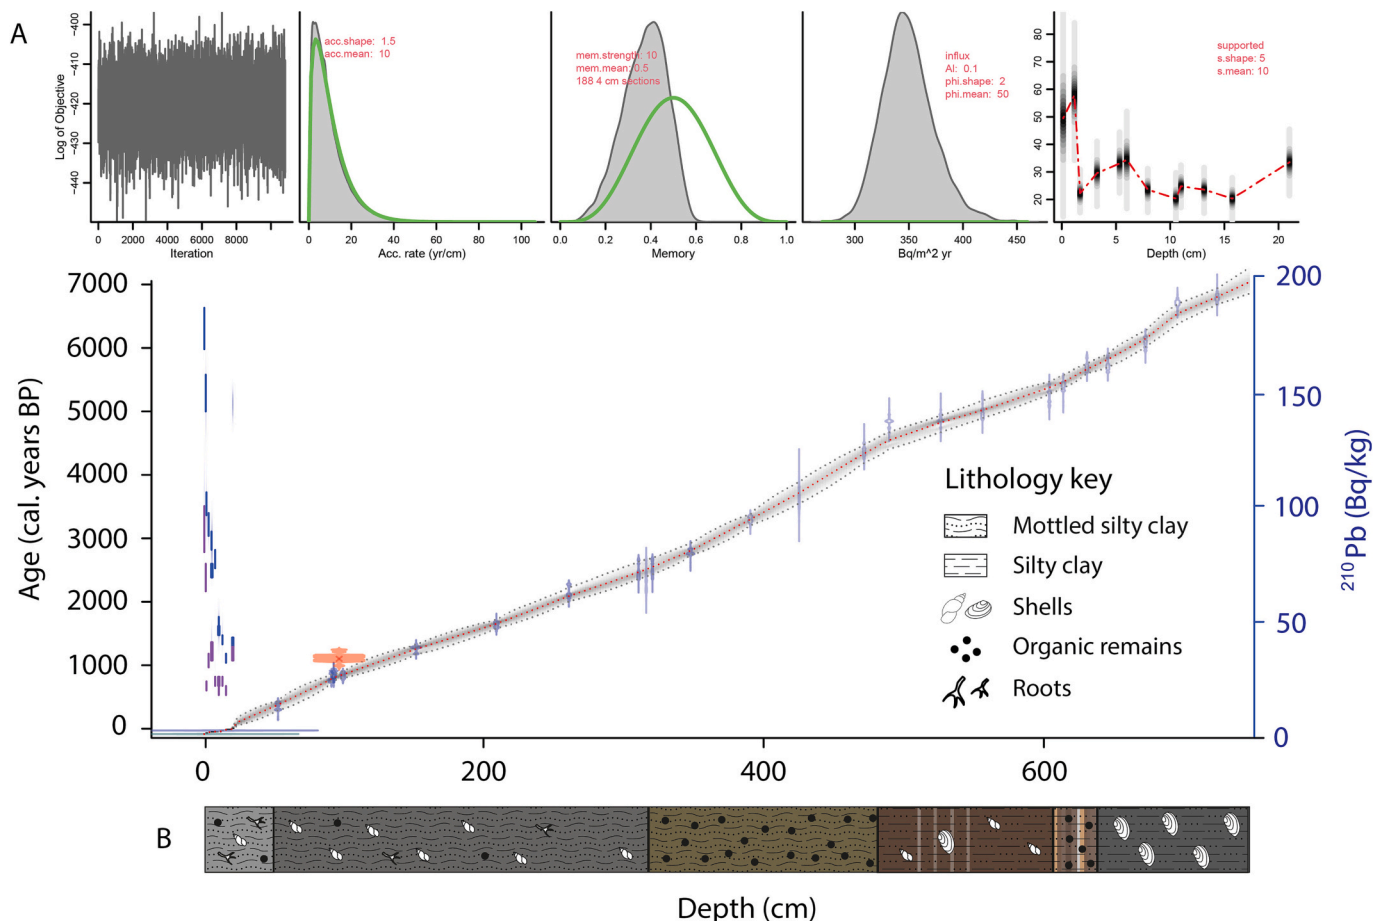 A
Log of Objective
-400
-410
-420
-430
-440
0 2000 4000 6000 8000
Iteration
acc.shape: 1.5
acc.mean: 10
0 20 40 60 80 100
Acc. rate (yr/cm)
mem.strength: 10
mem.mean: 0.5
188 4 cm sections
0.0 0.2 0.4 0.6 0.8 1.0
Memory
influx
Al: 0.1
phi.shape: 2
phi.mean: 50
300 350 400 450
Bq/m^2 yr
supported
s.shape: 5
s.mean: 10
80
70
60
50
40
30
20
0 5 10 15 20
Depth (cm)
Age (cal. years BP)
7000
6000
5000
4000
3000
2000
1000
0
0 200 400 600
200
150
100
50
0
210Pb (Bq/kg)
Lithology key
Mottled silty clay
Silty clay
Shells
Organic remains
Roots
B
Depth (cm)